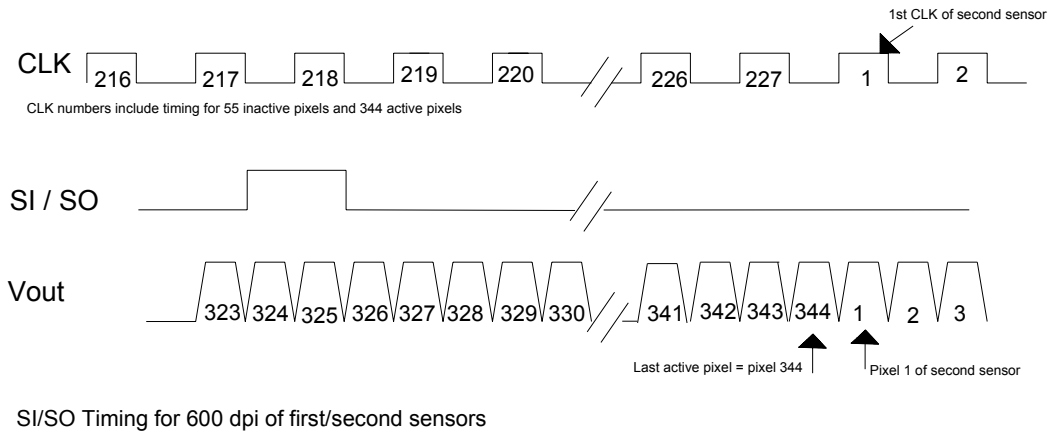 1st CLK of second sensor
CLK 216 217 218 219 220 226 227 1 2
CLK numbers include timing for 55 inactive pixels and 344 active pixels
SI / SO
Vout 323 324 325 326 327 328 329 330 341 342 343 344 1 2 3
Last active pixel = pixel 344 Pixel 1 of second sensor
SI/SO Timing for 600 dpi of first/second sensors